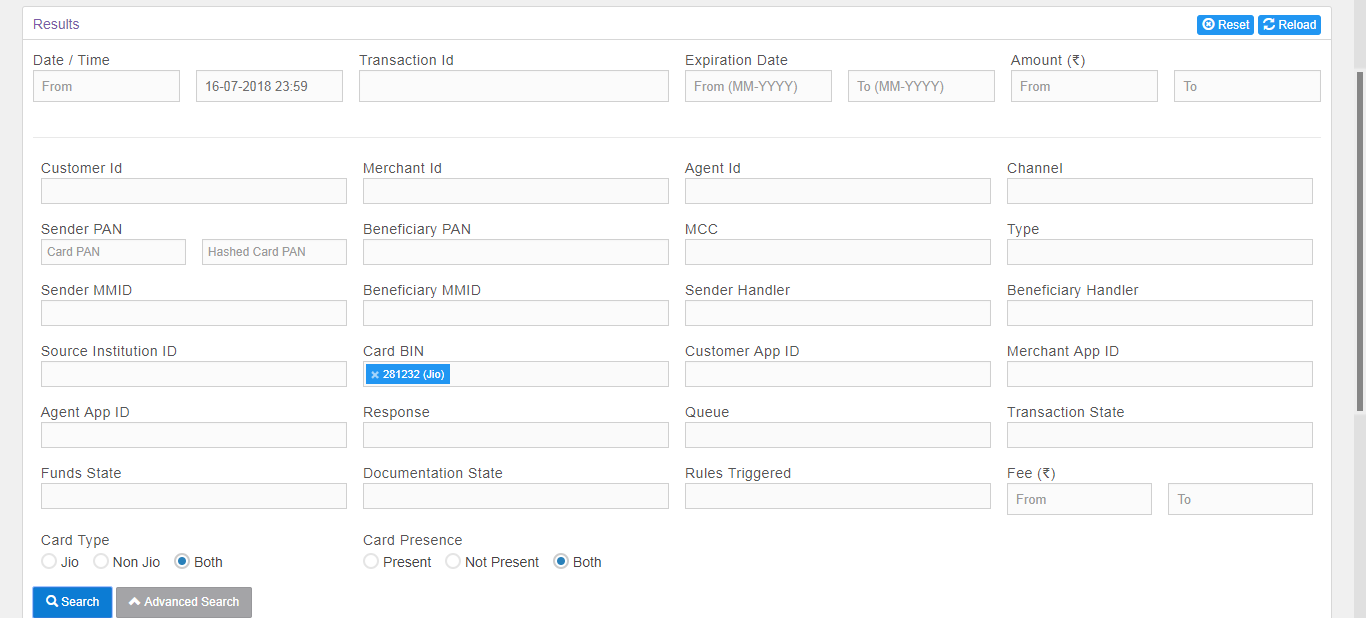 Results Reset Reload
Date / Time Transaction Id Expiration Date Amount (₹)
From 16-07-2018 23:59 From (MM-YYYY) To (MM-YYYY) From To
Customer Id Merchant Id Agent Id Channel
Sender PAN Beneficiary PAN MCC Type
Card PAN Hashed Card PAN
Sender MMID Beneficiary MMID Sender Handler Beneficiary Handler
Source Institution ID Card BIN Customer App ID Merchant App ID
281232 (Jio)
Agent App ID Response Queue Transaction State
Funds State Documentation State Rules Triggered Fee (₹)
From To
Card Type Card Presence
Jio Non Jio Both Present Not Present Both
Search Advanced Search